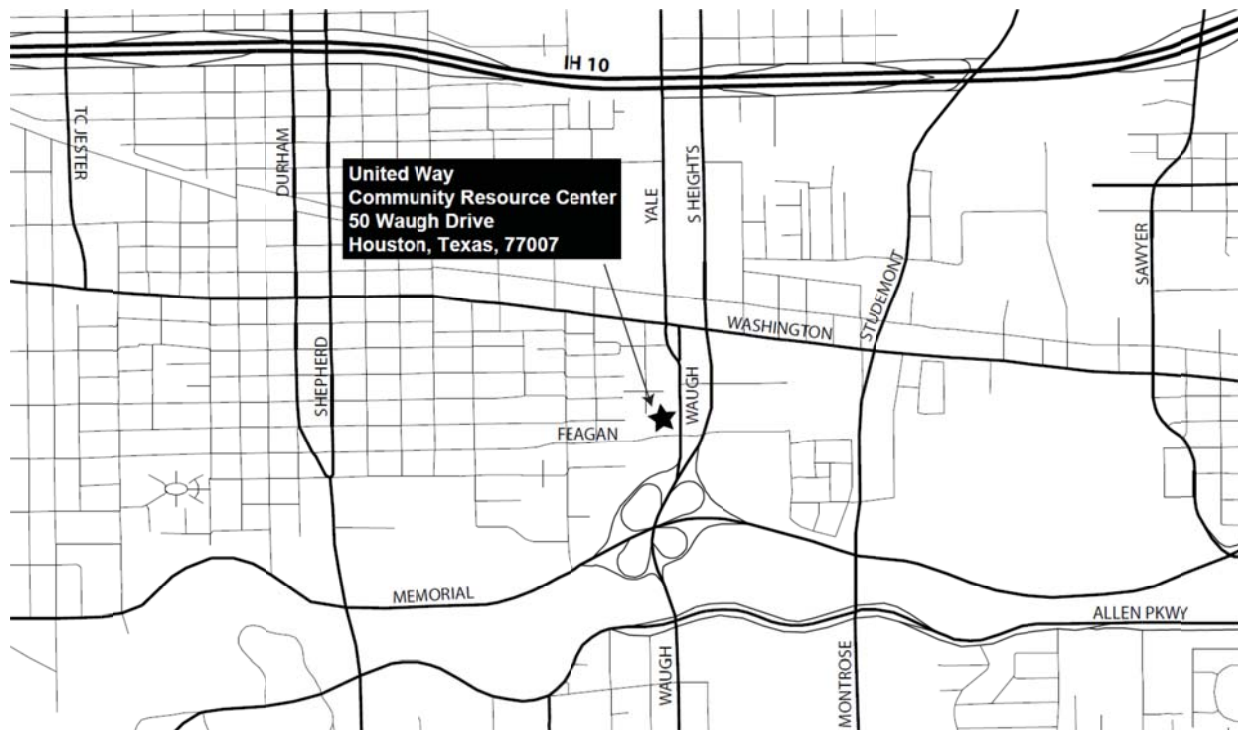 IH 10
TC JESTER
DURHAM
United Way
Community Resource Center
50 Waugh Drive
Houston, Texas, 77007
YALE
S HEIGHTS
SAWYER
STUDEMONT
WASHINGTON
SHEPHERD
WAUGH
FEAGAN
MEMORIAL
ALLEN PKWY
WAUGH
MONTROSE